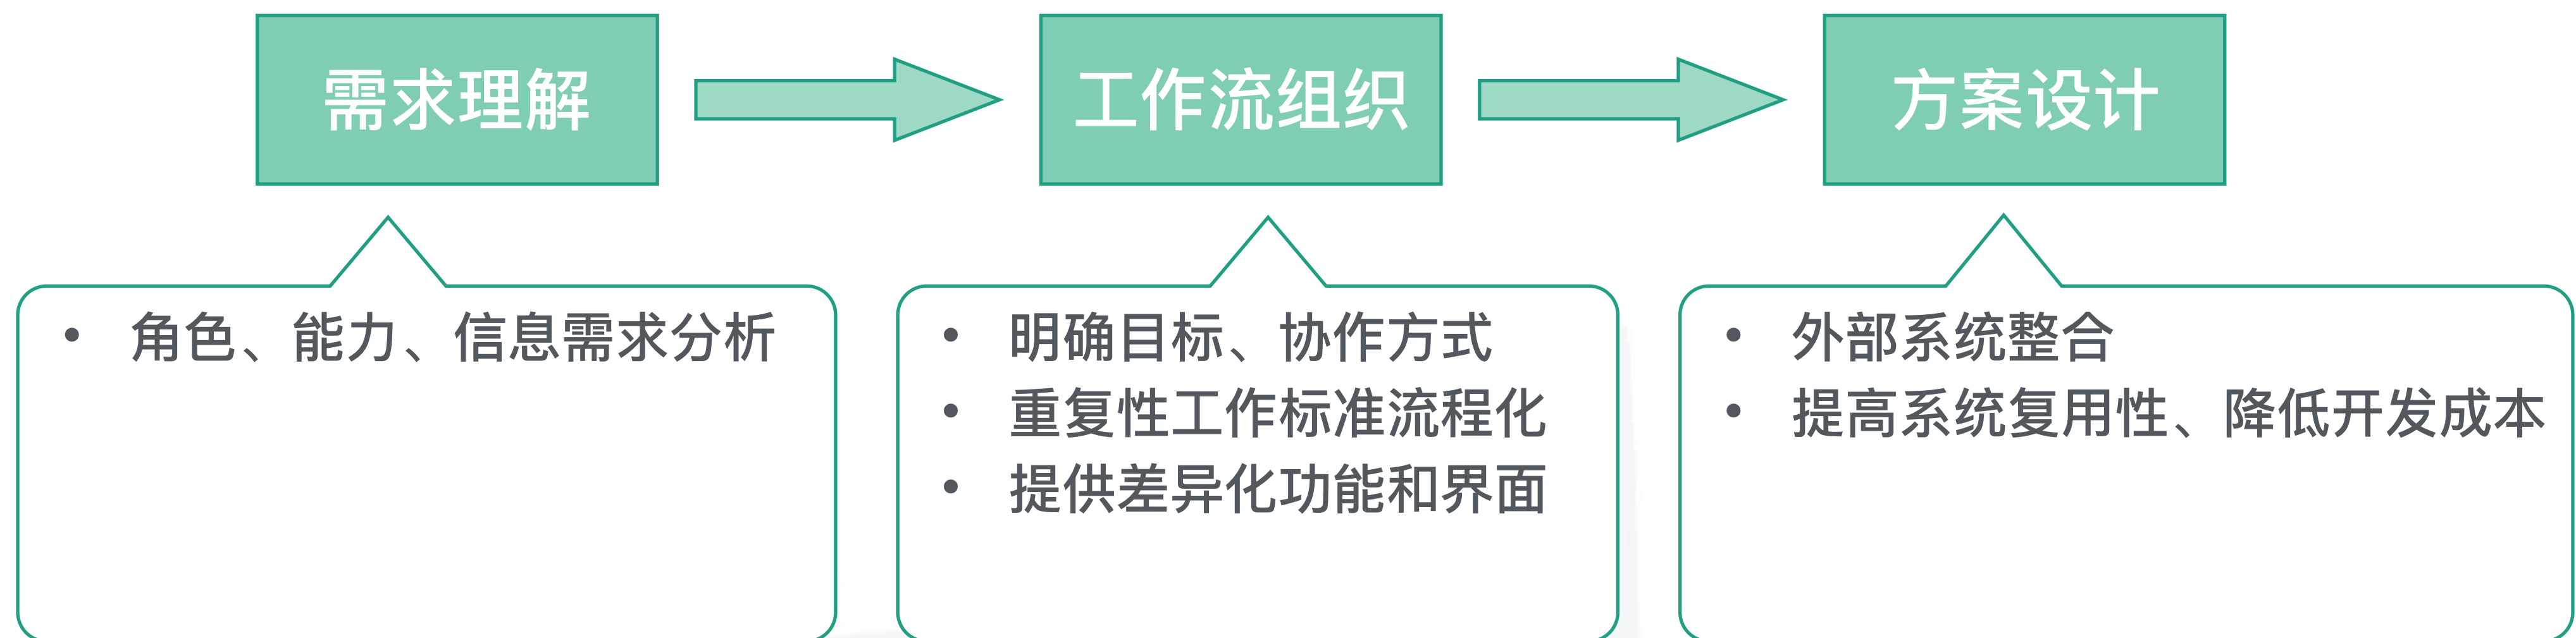 需求理解
工作流组织
方案设计
• 角色、能力、信息需求分析
• 明确目标、协作方式
• 重复性工作标准流程化
• 提供差异化功能和界面
• 外部系统整合
• 提高系统复用性、降低开发成本